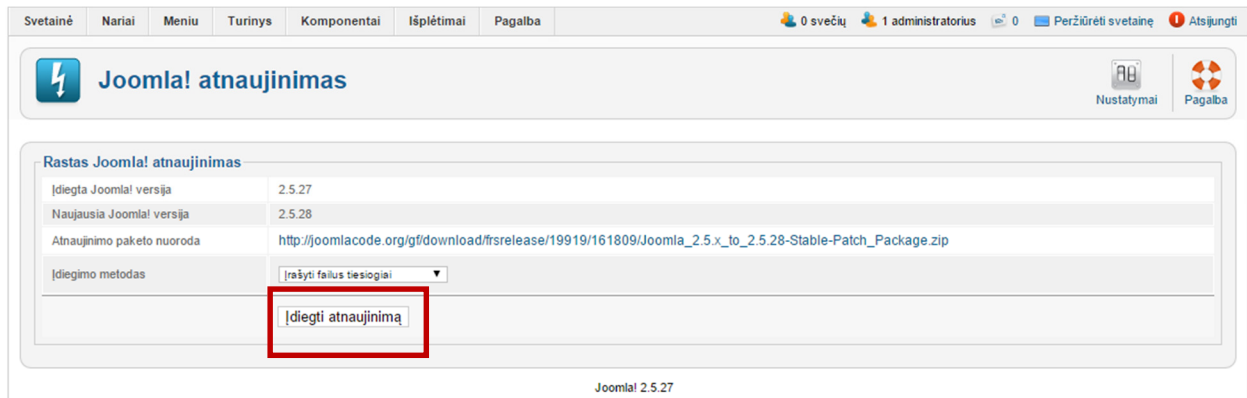 Svetainė Nariai Meniu Turinys Komponentai Išplėtimai Pagalba 0 svečių 1 administratorius 0 Peržiūrėti svetainę Atsijungti
Joomla! atnaujinimas
Nustatymai Pagalba
Rastas Joomla! atnaujinimas
Įdiegta Joomla! versija 2.5.27
Naujausia Joomla! versija 2.5.28
Atnaujinimo paketo nuoroda http://joomlacode.org/gf/download/frsrelease/19919/161809/Joomla_2.5.x_to_2.5.28-Stable-Patch_Package.zip
Įdiegimo metodas Įrašyti failus tiesiogiai
Įdiegti atnaujinimą
Joomla! 2.5.27